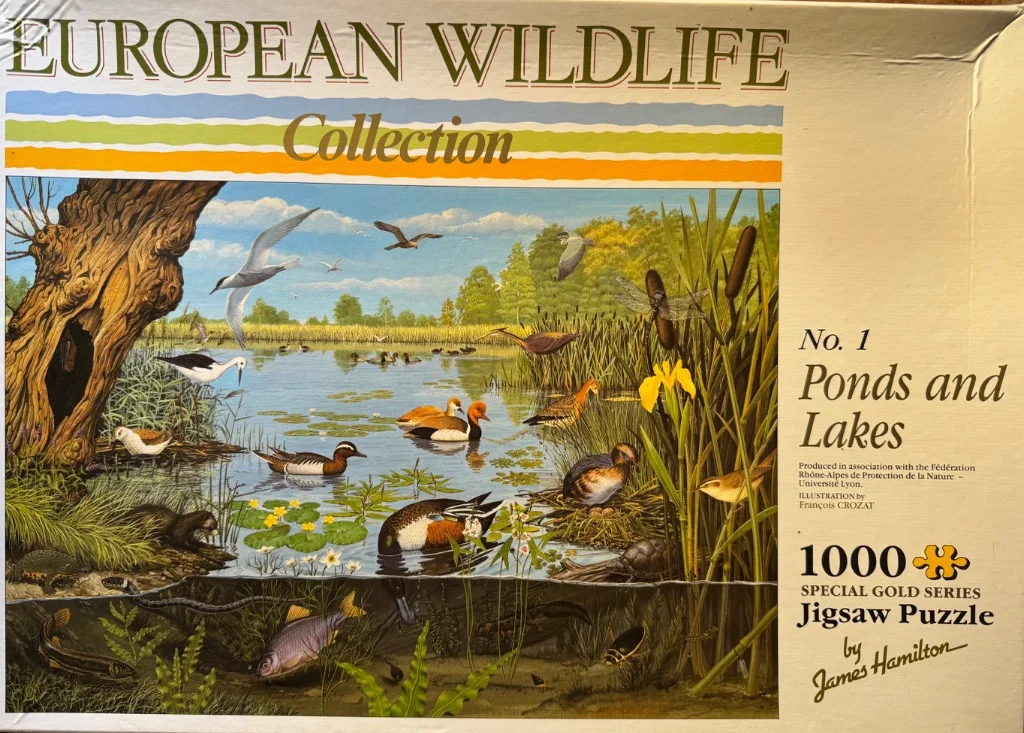 EUROPEAN WILDLIFE
Collection
No. 1
Ponds and
Lakes
Produced in association with the Fédération
Rhône-Alpes de Protection de la Nature –
Université Lyon.
ILLUSTRATION by
François CROZAT
1000
SPECIAL GOLD SERIES
Jigsaw Puzzle
by
James Hamilton